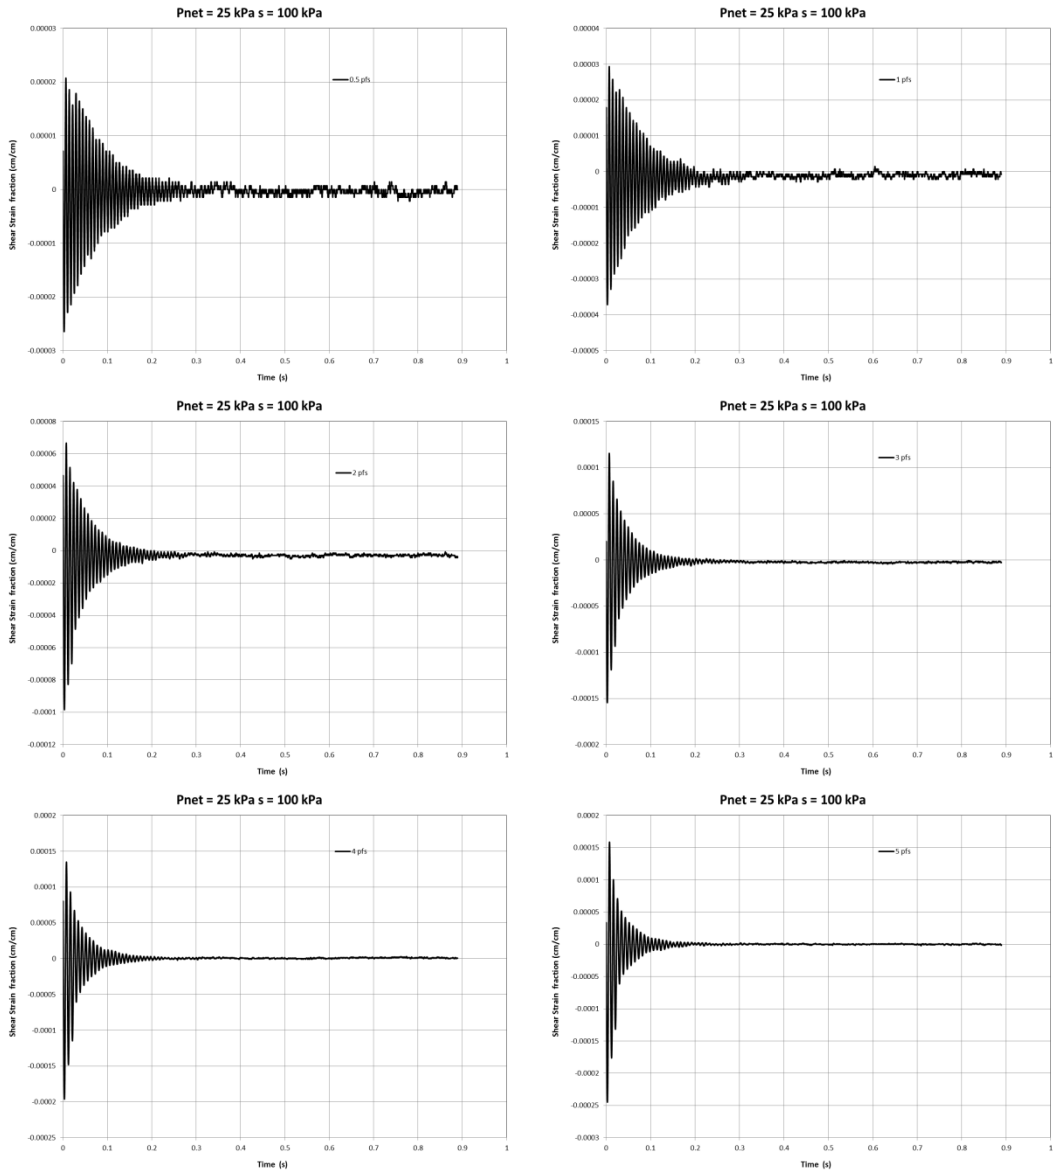 Pnet = 25 kPa s = 100 kPa
0.00003
0.00002
0.00001
0
-0.00001
-0.00002
-0.00003
Shear Strain fraction (cm/cm)
0.5 pfs
0 0.1 0.2 0.3 0.4 0.5 0.6 0.7 0.8 0.9 1
Time (s)
Pnet = 25 kPa s = 100 kPa
0.00004
0.00003
0.00002
0.00001
0
-0.00001
-0.00002
-0.00003
-0.00004
-0.00005
Shear Strain fraction (cm/cm)
1 pfs
0 0.1 0.2 0.3 0.4 0.5 0.6 0.7 0.8 0.9 1
Time (s)
Pnet = 25 kPa s = 100 kPa
0.00008
0.00006
0.00004
0.00002
0
-0.00002
-0.00004
-0.00006
-0.00008
-0.0001
-0.00012
Shear Strain fraction (cm/cm)
2 pfs
0 0.1 0.2 0.3 0.4 0.5 0.6 0.7 0.8 0.9 1
Time (s)
Pnet = 25 kPa s = 100 kPa
0.00015
0.0001
0.00005
0
-0.00005
-0.0001
-0.00015
-0.0002
Shear Strain fraction (cm/cm)
3 pfs
0 0.1 0.2 0.3 0.4 0.5 0.6 0.7 0.8 0.9 1
Time (s)
Pnet = 25 kPa s = 100 kPa
0.0002
0.00015
0.0001
0.00005
0
-0.00005
-0.0001
-0.00015
-0.0002
-0.00025
Shear Strain fraction (cm/cm)
4 pfs
0 0.1 0.2 0.3 0.4 0.5 0.6 0.7 0.8 0.9 1
Time (s)
Pnet = 25 kPa s = 100 kPa
0.0002
0.00015
0.0001
0.00005
0
-0.00005
-0.0001
-0.00015
-0.0002
-0.00025
-0.0003
Shear Strain fraction (cm/cm)
5 pfs
0 0.1 0.2 0.3 0.4 0.5 0.6 0.7 0.8 0.9 1
Time (s)